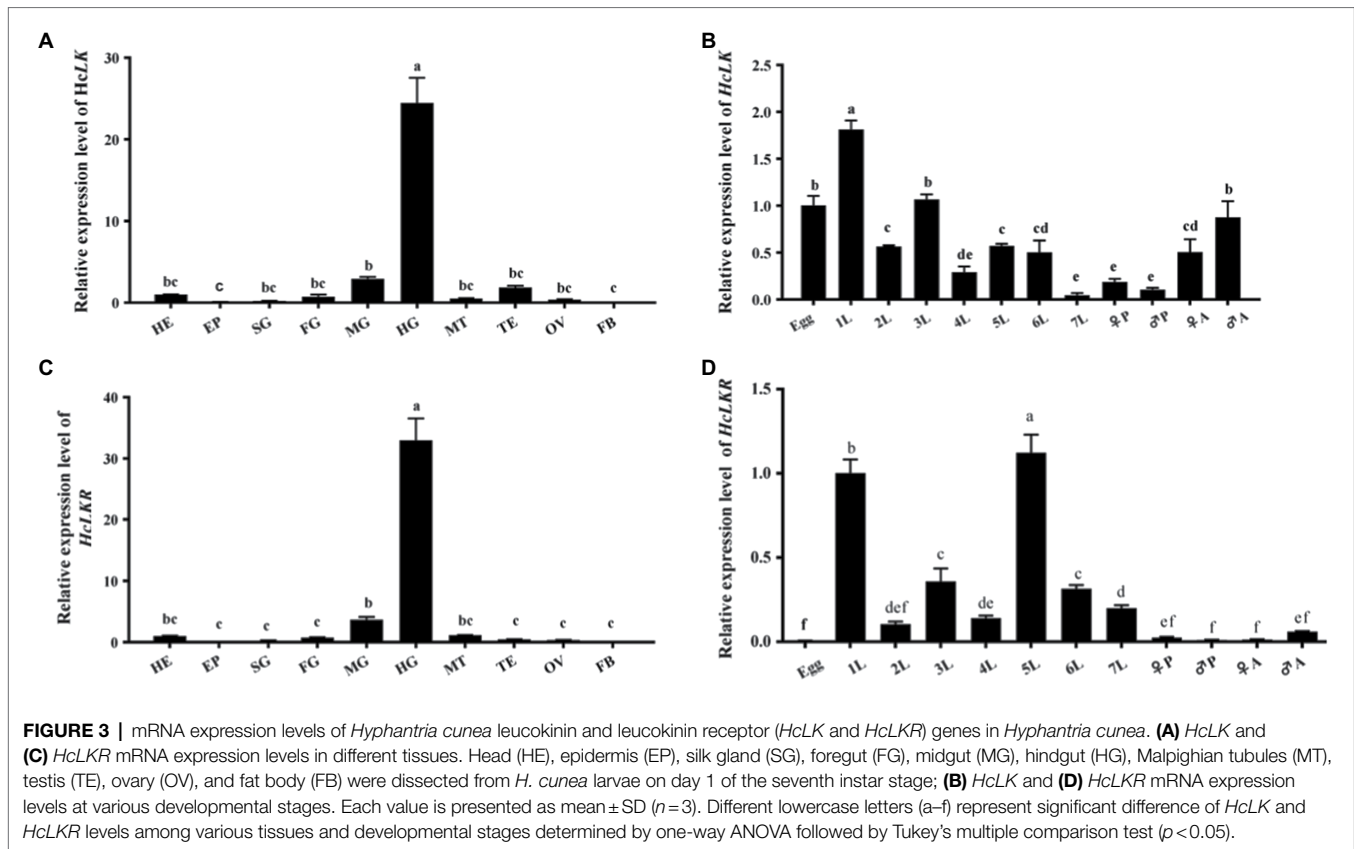 A
Relative expression level of HcLK
30
20
10
0
a
bc
c
bc
bc
b
bc
bc
bc
c
HE
EP
SG
FG
MG
HG
MT
TE
OV
FB
B
Relative expression level of HcLK
2.5
2.0
1.5
1.0
0.5
0.0
b
a
c
b
de
c
cd
e
e
e
cd
b
Egg
1L
2L
3L
4L
5L
6L
7L
♀P
♂P
♀A
♂A
C
Relative expression level of
HcLKR
40
30
20
10
0
bc
c
c
c
b
a
bc
c
c
c
HE
EP
SG
FG
MG
HG
MT
TE
OV
FB
D
Relative expression level of HcLKR
1.5
1.0
0.5
0.0
f
b
def
c
de
a
c
d
ef
f
f
ef
Egg
1L
2L
3L
4L
5L
6L
7L
♀P
♂P
♀A
♂A
FIGURE 3 | mRNA expression levels of Hyphantria cunea leucokinin and leucokinin receptor (HcLK and HcLKR) genes in Hyphantria cunea. (A) HcLK and
(C) HcLKR mRNA expression levels in different tissues. Head (HE), epidermis (EP), silk gland (SG), foregut (FG), midgut (MG), hindgut (HG), Malpighian tubules (MT),
testis (TE), ovary (OV), and fat body (FB) were dissected from H. cunea larvae on day 1 of the seventh instar stage; (B) HcLK and (D) HcLKR mRNA expression
levels at various developmental stages. Each value is presented as mean±SD (n=3). Different lowercase letters (a–f) represent significant difference of HcLK and
HcLKR levels among various tissues and developmental stages determined by one-way ANOVA followed by Tukey's multiple comparison test (p<0.05).